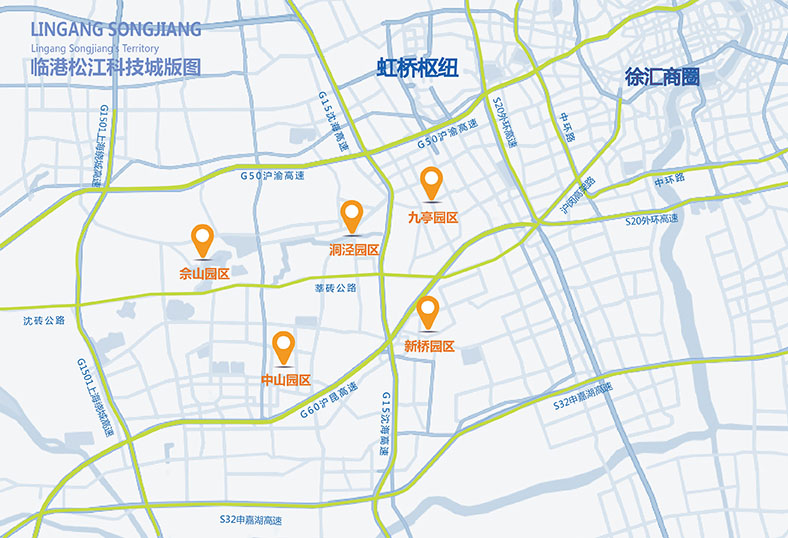 LINGANG SONGJIANG
Lingang Songjiang's Territory
临港松江科技城版图
虹桥枢纽
徐汇商圈
G1501上海绕城高速
G15沈海高速
S20外环高速
中环路
G50沪渝高速
G50沪渝高速
沪闵高架路
中环路
九亭园区
S20外环高速
洞泾园区
佘山园区
莘砖公路
沈砖公路
新桥园区
中山园区
G1501上海绕城高速
G60沪昆高速
G15沈海高速
S32申嘉湖高速
S32申嘉湖高速